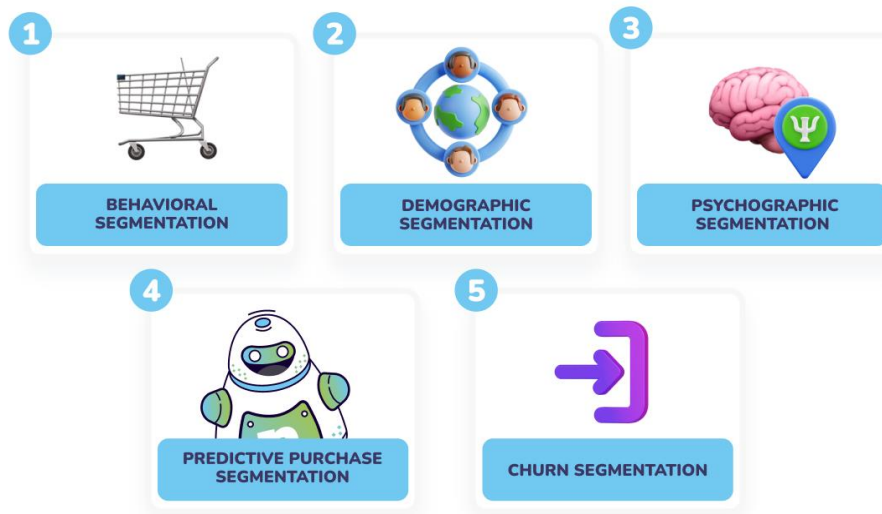 1
2
3
Ψ
BEHAVIORAL
SEGMENTATION
DEMOGRAPHIC
SEGMENTATION
PSYCHOGRAPHIC
SEGMENTATION
4
5
PREDICTIVE PURCHASE
SEGMENTATION
CHURN SEGMENTATION